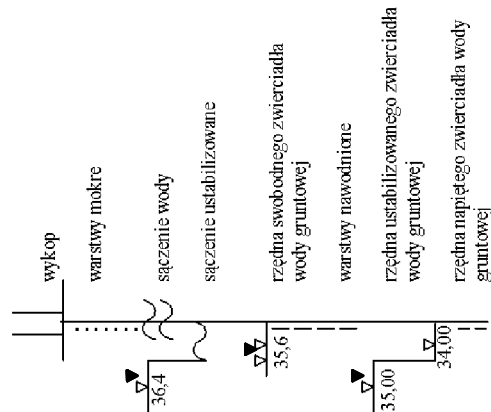 wykop
warstwy mokre
sączenie wody
sączenie ustabilizowane
rzędna swobodnego zwierciadła
wody gruntowej
warstwy nawodnione
rzędna ustabilizowanego zwierciadła
wody gruntowej
rzędna napiętego zwierciadła wody
gruntowej
36,4
35,6
35,00
34,00